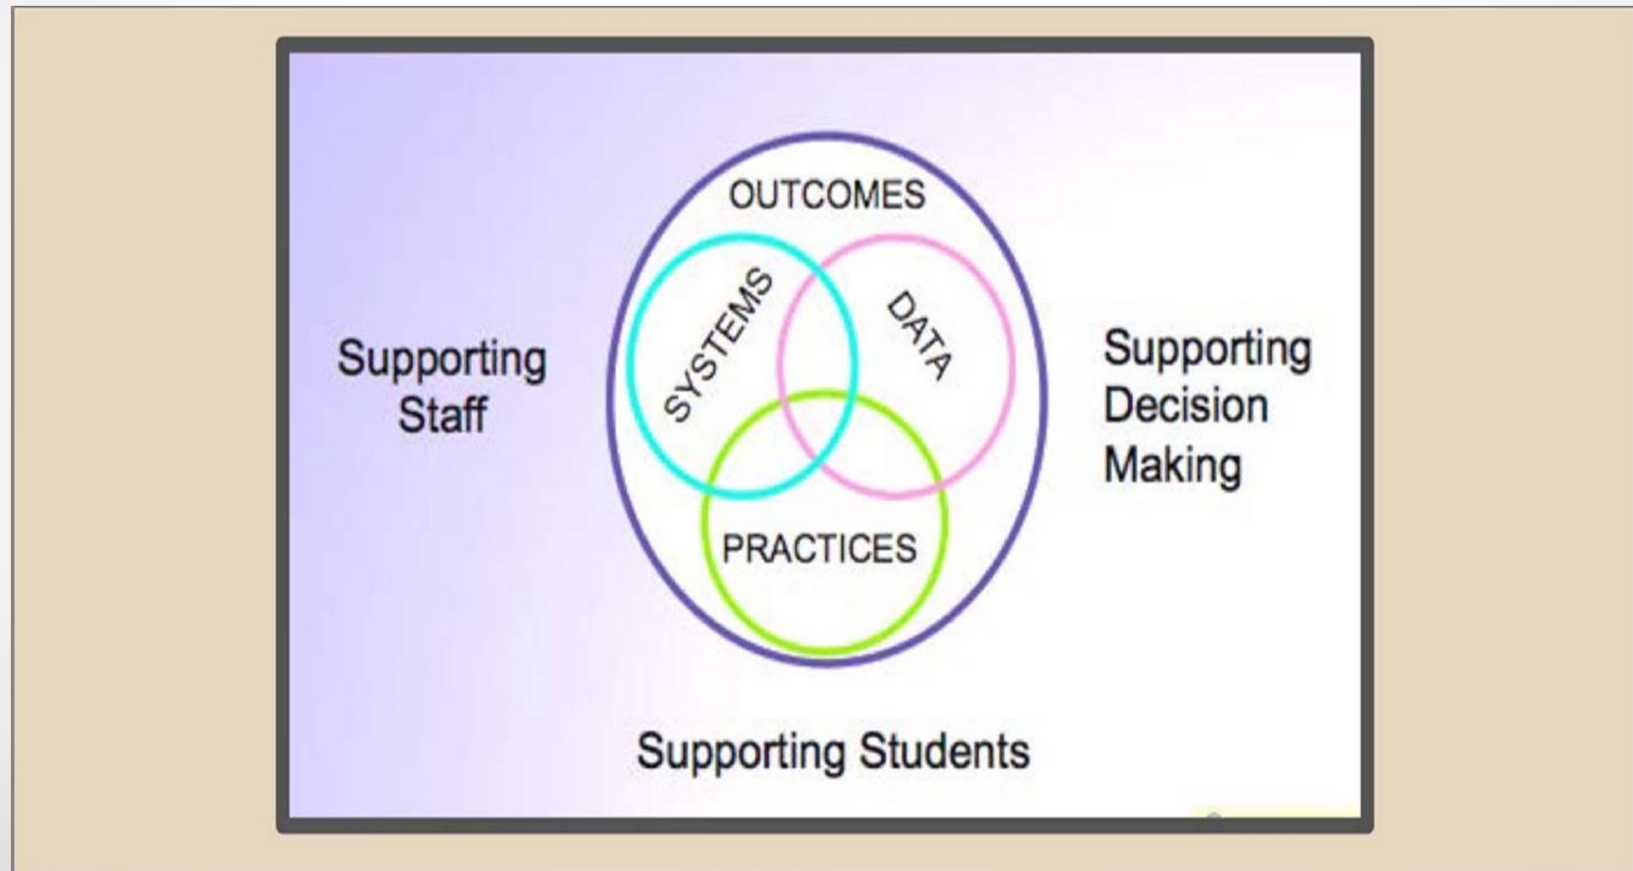 OUTCOMES
SYSTEMS
DATA
PRACTICES
Supporting
Staff
Supporting
Decision
Making
Supporting Students